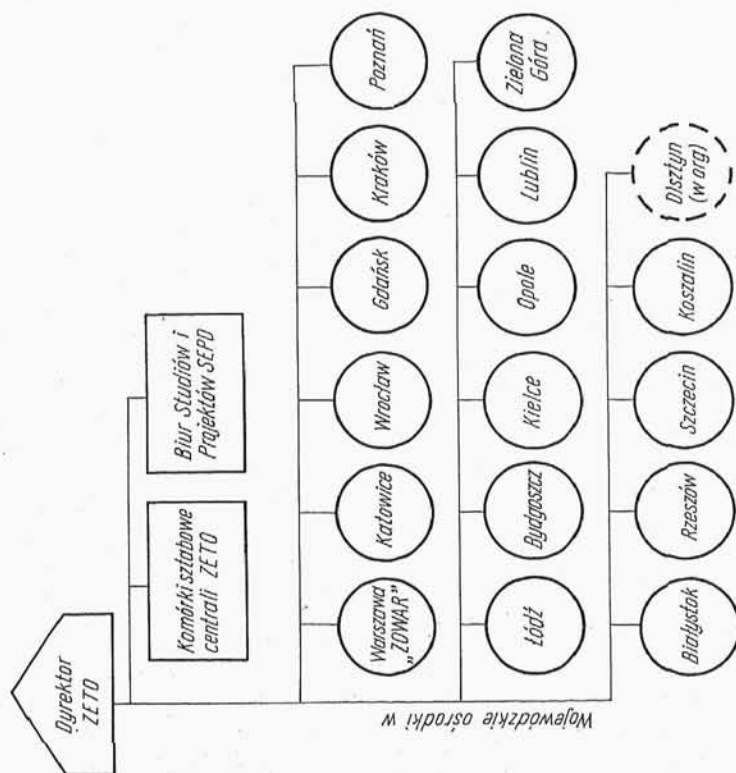 Dyrektor
ZETO
Komórki sztabowe
centrali ZETO
Biur Studiów i
Projektów SEPD
Wojewódzkie ośrodki w
Warszawa
„ZOWAR”
Katowice
Wrocław
Gdańsk
Kraków
Poznań
Łódź
Bydgoszcz
Kielce
Opole
Lublin
Zielona
Góra
Białystok
Rzeszów
Szczecin
Koszalin
Olsztyn
(w org)